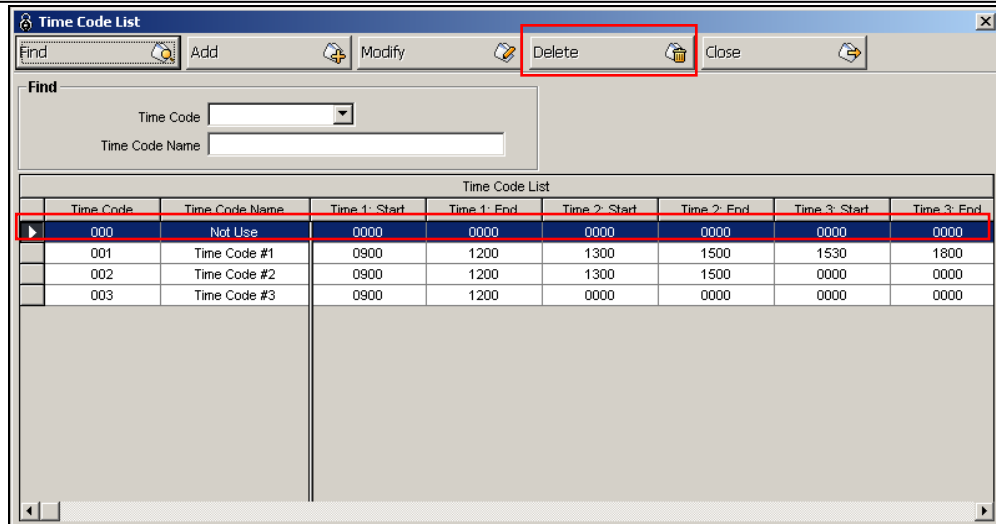 Time Code List
Find Add Modify Delete Close
Find
Time Code
Time Code Name
Time Code List
Time Code Time Code Name Time 1: Start Time 1: End Time 2: Start Time 2: End Time 3: Start Time 3: End
000 Not Use 0000 0000 0000 0000 0000 0000
001 Time Code #1 0900 1200 1300 1500 1530 1800
002 Time Code #2 0900 1200 1300 1500 0000 0000
003 Time Code #3 0900 1200 0000 0000 0000 0000